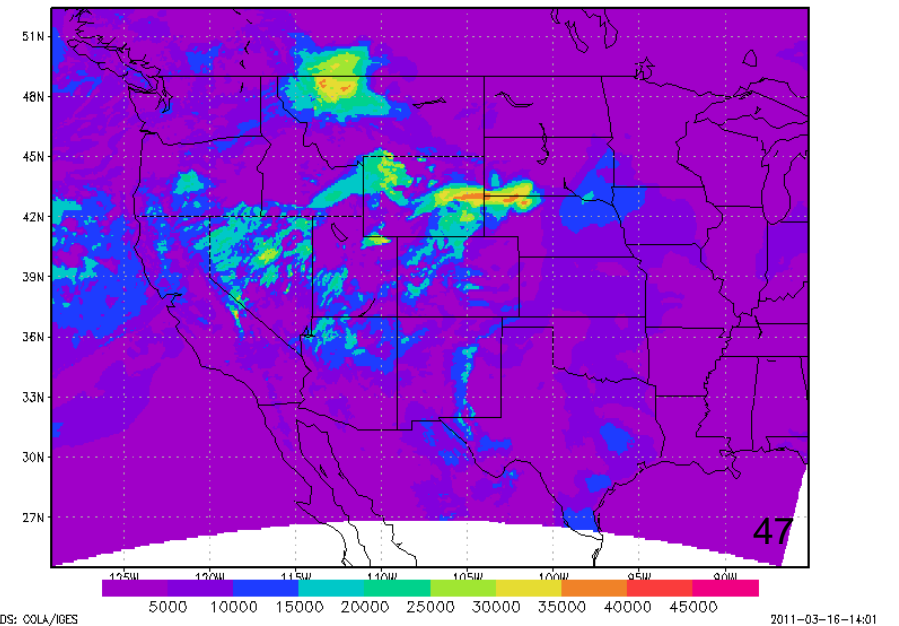 51N
48N
45N
42N
39N
36N
33N
30N
27N
47
125W 120W 115W 110W 105W 100W 95W 90W
5000 10000 15000 20000 25000 30000 35000 40000 45000
DS: COLA/IGES 2011-03-16-14:01